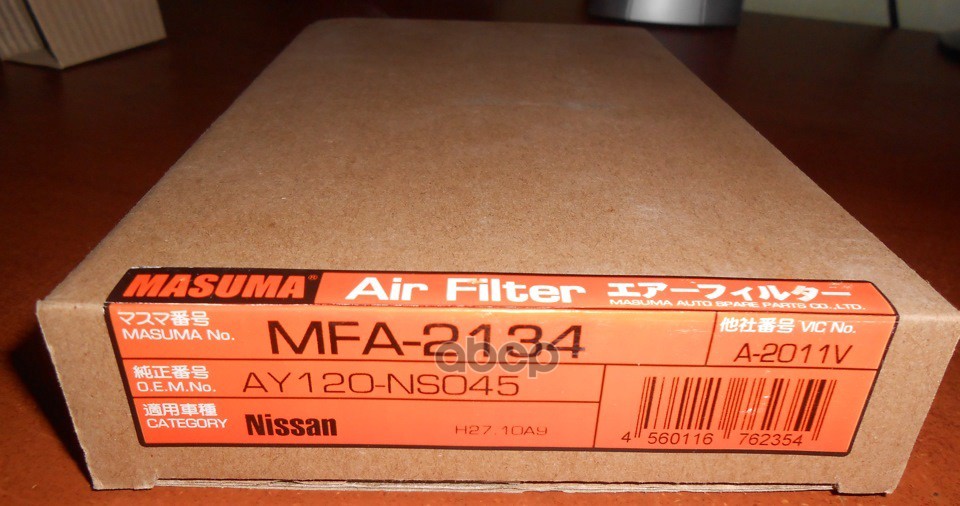 MASUMA® Air Filter エアーフィルター
MASUMA AUTO SPARE PARTS CO.,LTD.
マスマ番号
MASUMA No.
MFA-2134
他社番号 VIC No.
A-2011V
純正番号
O.E.M.No.
AY120-NS045
適用車種
CATEGORY
Nissan
H27.10A9
4 560116 762354
abcp